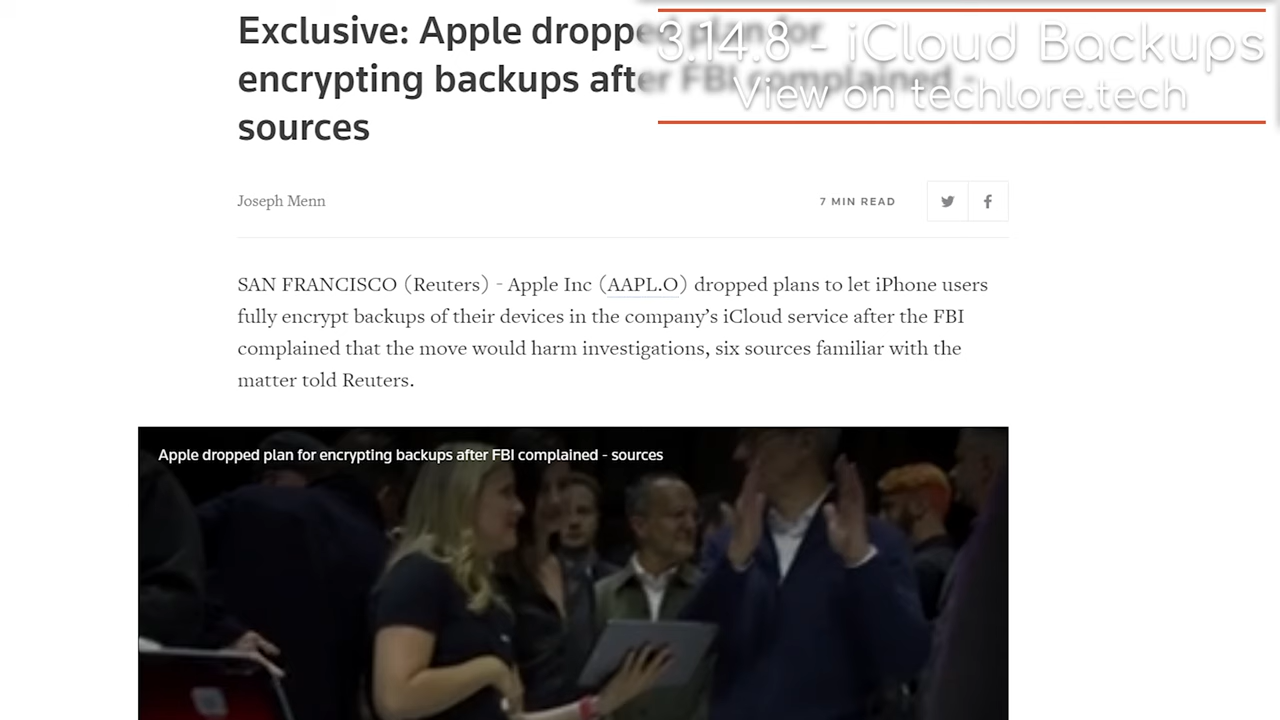 Exclusive: Apple dropped plan for
encrypting backups after FBI complained -
sources
3.14.8 - iCloud Backups
View on techlore.tech
Joseph Menn
7 MIN READ
SAN FRANCISCO (Reuters) - Apple Inc (AAPL.O) dropped plans to let iPhone users
fully encrypt backups of their devices in the company’s iCloud service after the FBI
complained that the move would harm investigations, six sources familiar with the
matter told Reuters.
Apple dropped plan for encrypting backups after FBI complained - sources